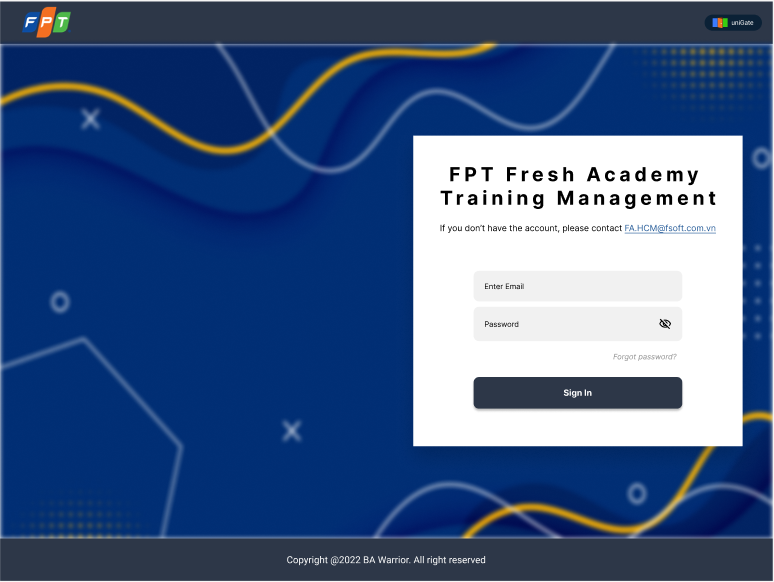 FPT
uniGate
FPT Fresh Academy
Training Management
If you don't have the account, please contact FA.HCM@fsoft.com.vn
Enter Email
Password
Forgot password?
Sign In
Copyright @2022 BA Warrior. All right reserved